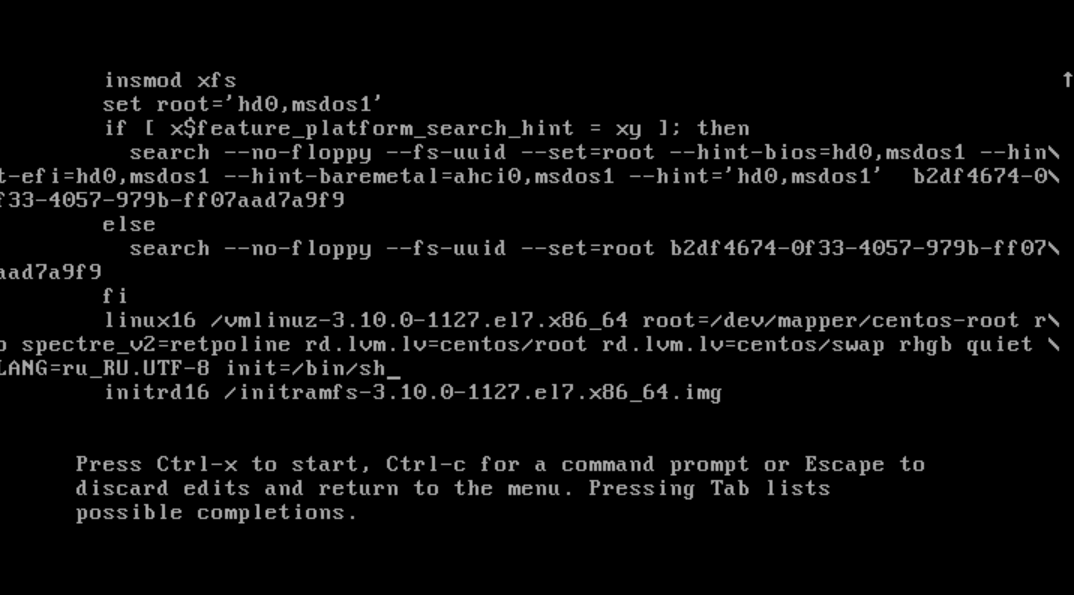 insmod xfs ↑
set root='hd0,msdos1'
if [ x$feature_platform_search_hint = xy ]; then
search --no-floppy --fs-uuid --set=root --hint-bios=hd0,msdos1 --hin\
t-efi=hd0,msdos1 --hint-baremetal=ahci0,msdos1 --hint='hd0,msdos1' b2df4674-0\
f33-4057-979b-ff07aad7a9f9
else
search --no-floppy --fs-uuid --set=root b2df4674-0f33-4057-979b-ff07\
aad7a9f9
fi
linux16 /vmlinuz-3.10.0-1127.el7.x86_64 root=/dev/mapper/centos-root r\
o spectre_v2=retpoline rd.lvm.lv=centos/root rd.lvm.lv=centos/swap rhgb quiet \
LANG=ru_RU.UTF-8 init=/bin/sh_
initrd16 /initramfs-3.10.0-1127.el7.x86_64.img
Press Ctrl-x to start, Ctrl-c for a command prompt or Escape to
discard edits and return to the menu. Pressing Tab lists
possible completions.